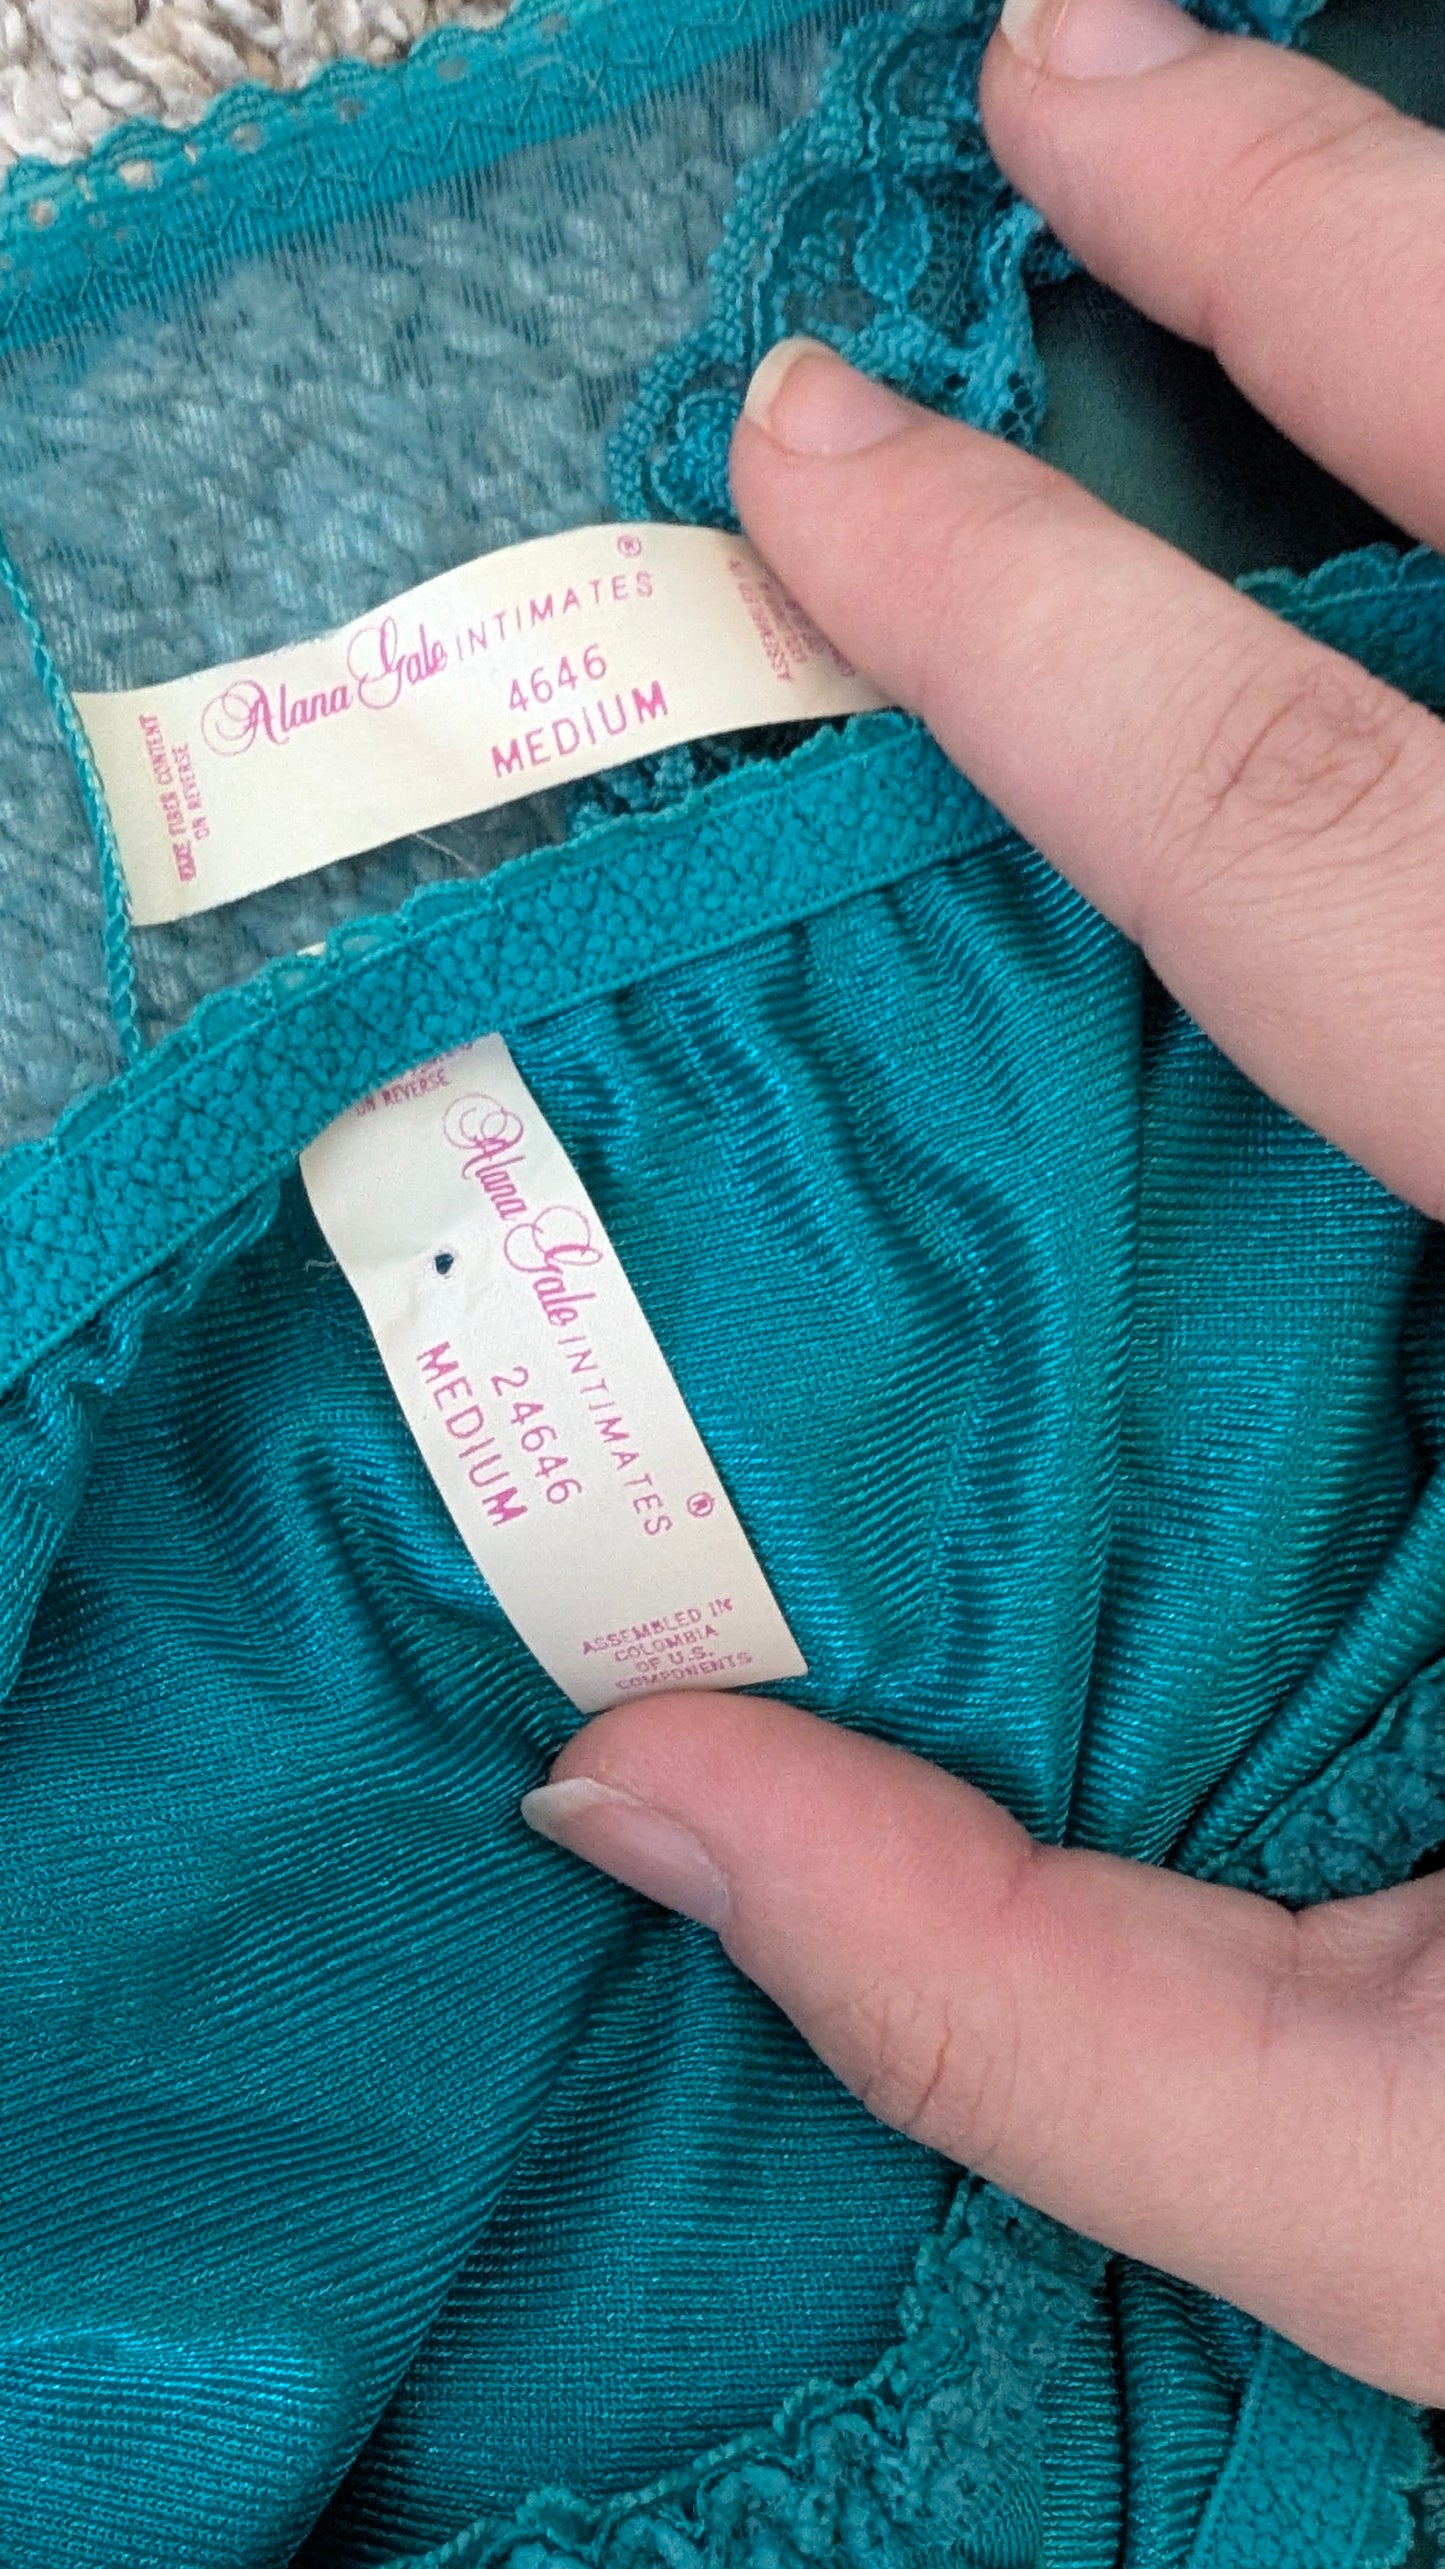 Alana Gale INTIMATES ®
4646
MEDIUM
FIBER CONTENT
ON REVERSE
ON REVERSE
Alana Gale INTIMATES ®
24646
MEDIUM
ASSEMBLED IN
COLOMBIA
OF U.S.
COMPONENTS